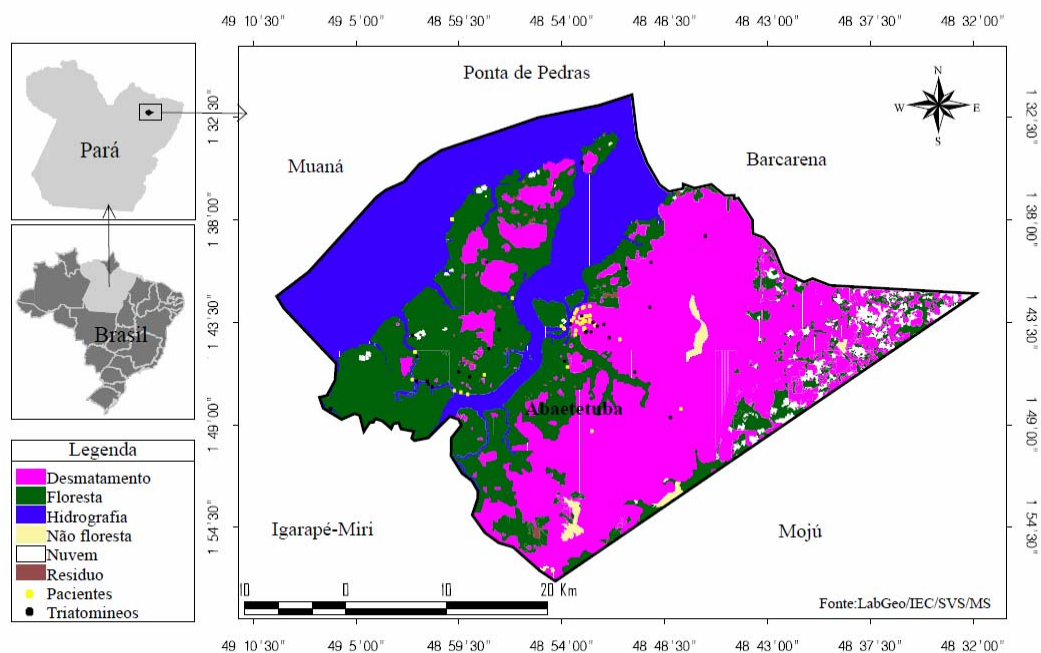 49 10'30" 49 5'00" 48 59'30" 48 54'00" 48 48'30" 48 43'00" 48 37'30" 48 32'00"
Pará
Brasil
Legenda
Desmatamento
Floresta
Hidrografia
Não floresta
Nuvem
Residuo
Pacientes
Triatomineos
1 32'30"
1 38'00"
1 43'30"
1 49'00"
1 54'30"
Ponta de Pedras
N
W
E
S
Muaná
Barcarena
Abaetetuba
Igarapé-Miri
Mojú
10 0 10 20 Km
Fonte:LabGeo/IEC/SVS/MS
1 32'30"
1 38'00"
1 43'30"
1 49'00"
1 54'30"
49 10'30" 49 5'00" 48 59'30" 48 54'00" 48 48'30" 48 43'00" 48 37'30" 48 32'00"